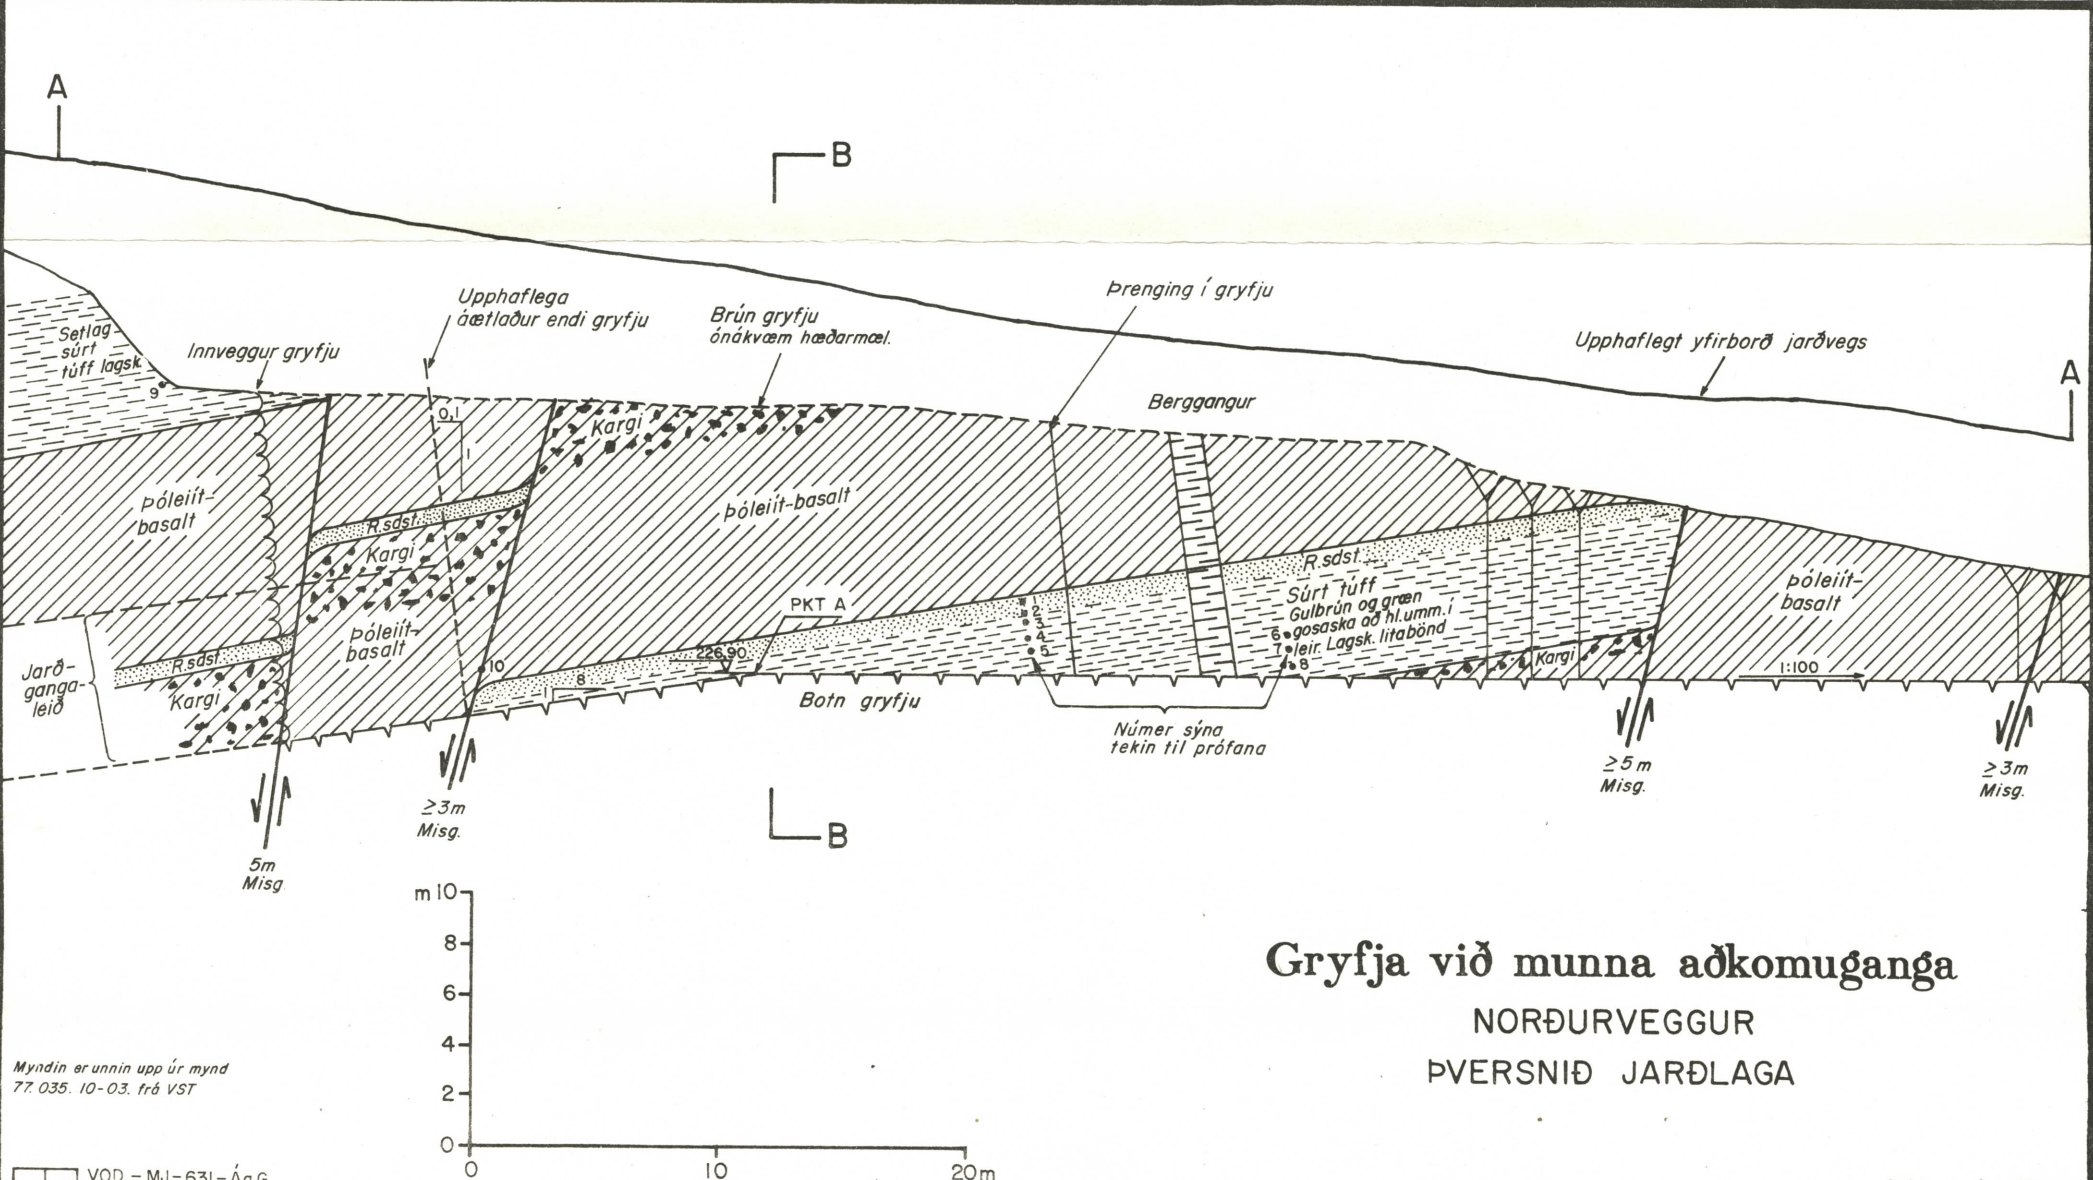 A
B
Upphaflega
áætlaður endi gryfju
Brún gryfju
ónákvæm hæðarmæl.
Þrenging í gryfju
Upphaflegt yfirborð jarðvegs
A
Setlag
súrt
túff lagsk.
9
Innveggur gryfju
Berggangur
0,1
1
Kargi
Þóleiít-
basalt
R.sdst.
Kargi
Þóleiít-basalt
Þóleiít-
basalt
R.sdst.
Súrt túff
Gulbrún og græn
gosaska að hl.umm.í
leir. Lagsk. litabönd
Þóleiít-
basalt
PKT A
226,90
1
2
3
4
5
6
7
8
Kargi
1:100
Jarð-
ganga-
leið
R.sdst.
Kargi
10
1
8
Botn gryfju
Númer sýna
tekin til prófana
5m
Misg.
≥3m
Misg.
≥5m
Misg.
≥3m
Misg.
B
m 10
8
6
4
2
0
0
10
20m
Gryfja við munna aðkomuganga
NORÐURVEGGUR
ÞVERSNIÐ JARÐLAGA
Myndin er unnin upp úr mynd
77.035. 10-03. frá VST
VOD-MJ-631-Ág.G.